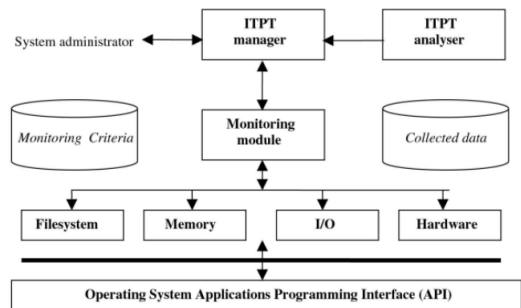 System administrator
ITPT
manager
ITPT
analyser
Monitoring Criteria
Monitoring
module
Collected data
Filesystem
Memory
I/O
Hardware
Operating System Applications Programming Interface (API)